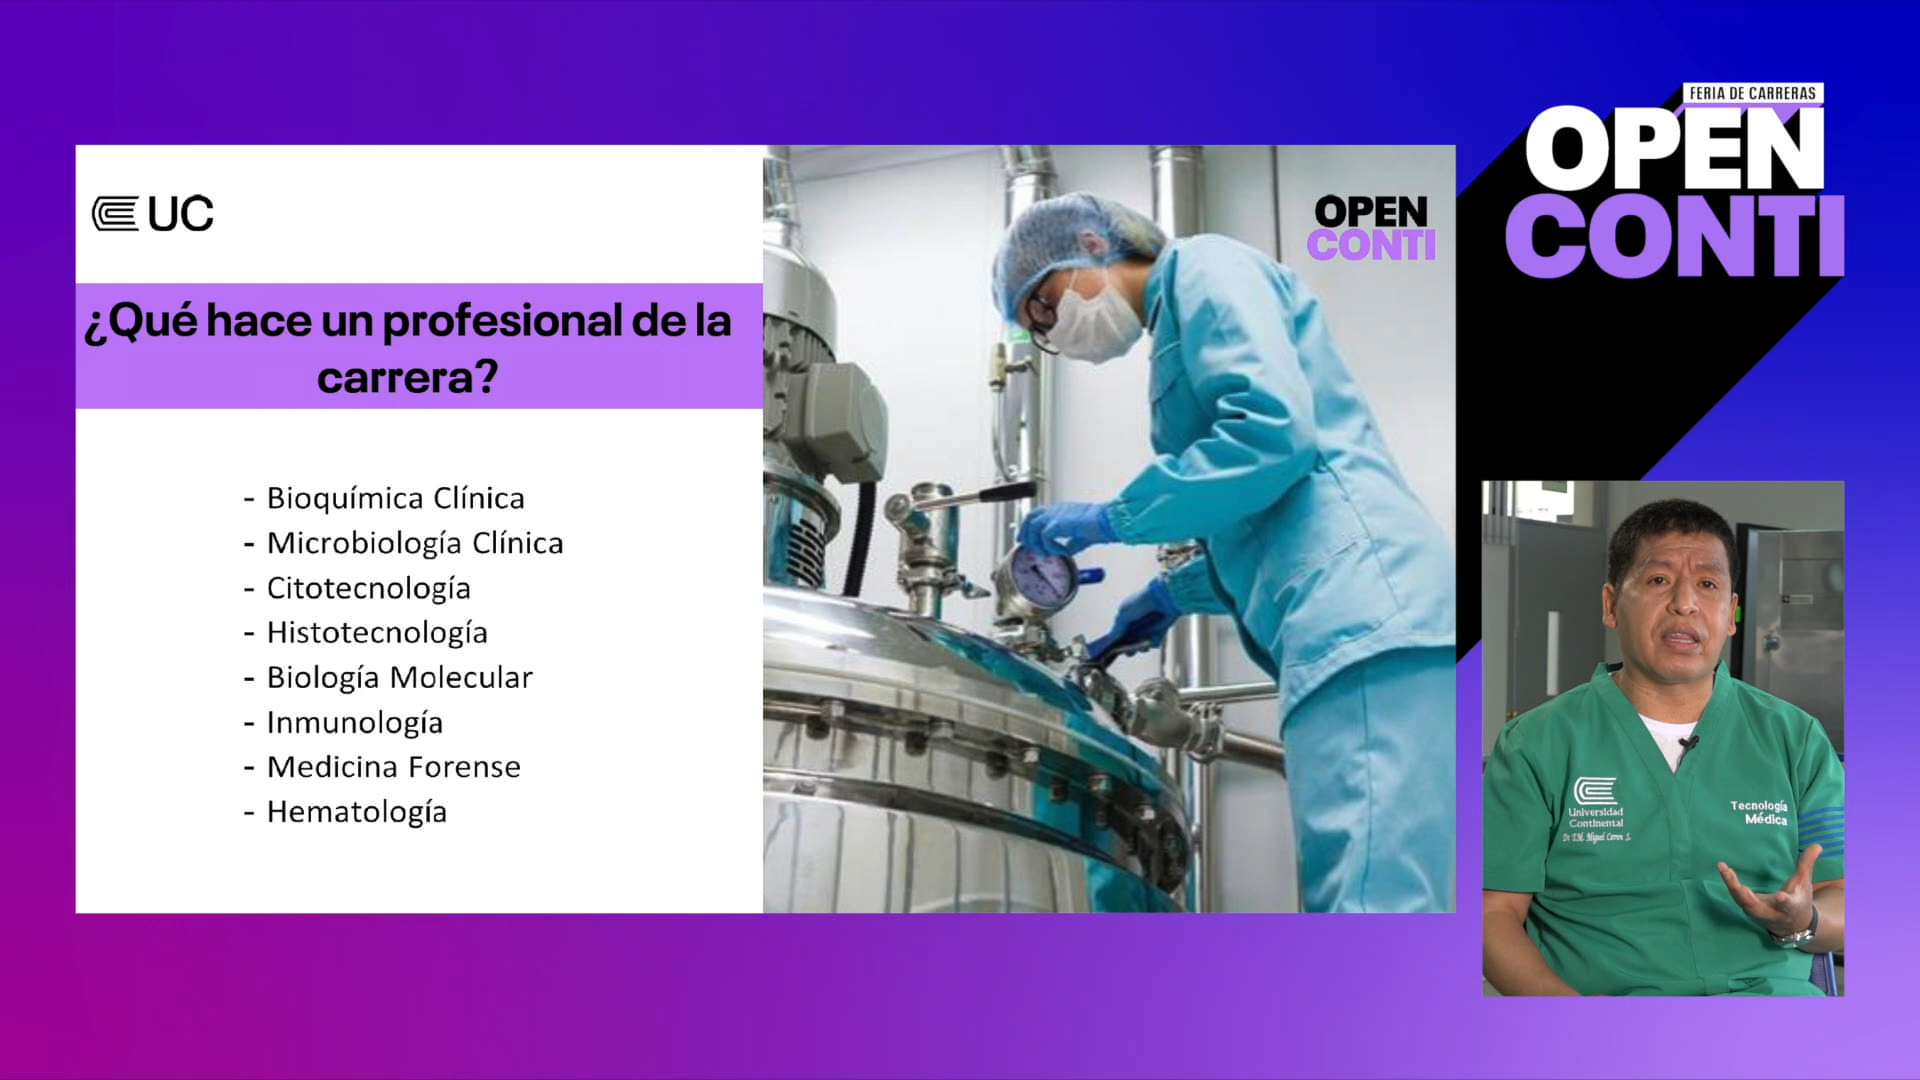 FERIA DE CARRERAS
OPEN
CONTI
UC
OPEN
CONTI
¿Qué hace un profesional de la
carrera?
- Bioquímica Clínica
- Microbiología Clínica
- Citotecnología
- Histotecnología
- Biología Molecular
- Inmunología
- Medicina Forense
- Hematología
Universidad
Continental
Tecnología
Médica